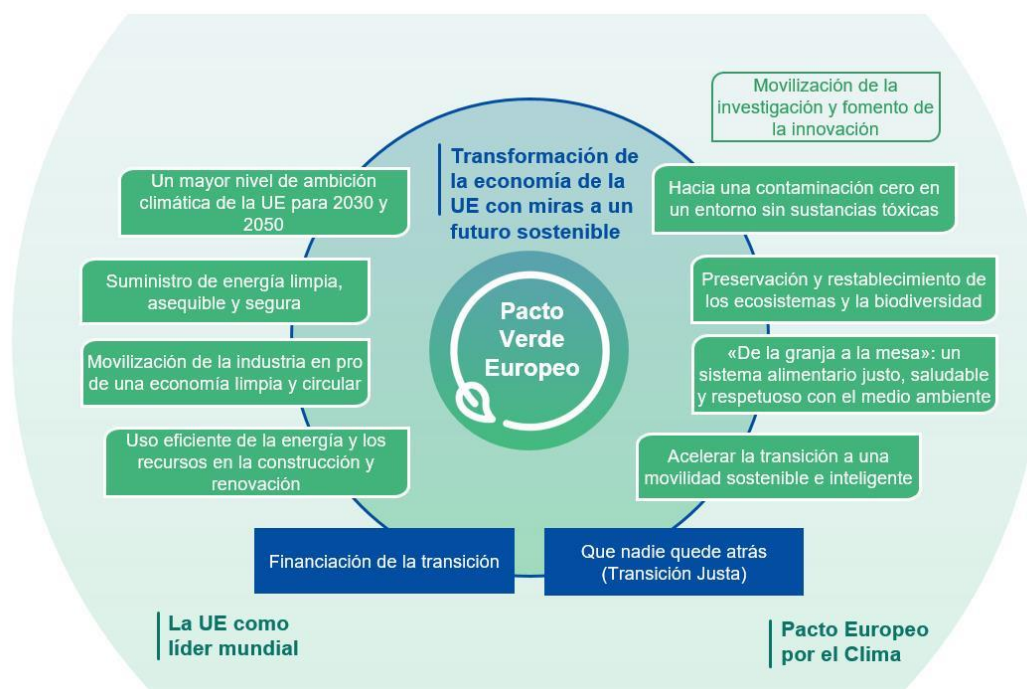 Movilización de la
investigación y fomento de
la innovación
Transformación de
la economía de la
UE con miras a un
futuro sostenible
Un mayor nivel de ambición
climática de la UE para 2030 y
2050
Hacia una contaminación cero en
un entorno sin sustancias tóxicas
Suministro de energía limpia,
asequible y segura
Preservación y restablecimiento de
los ecosistemas y la biodiversidad
Pacto
Verde
Europeo
Movilización de la industria en pro
de una economía limpia y circular
«De la granja a la mesa»: un
sistema alimentario justo, saludable
y respetuoso con el medio ambiente
Uso eficiente de la energía y los
recursos en la construcción y
renovación
Acelerar la transición a una
movilidad sostenible e inteligente
Financiación de la transición
Que nadie quede atrás
(Transición Justa)
La UE como
líder mundial
Pacto Europeo
por el Clima